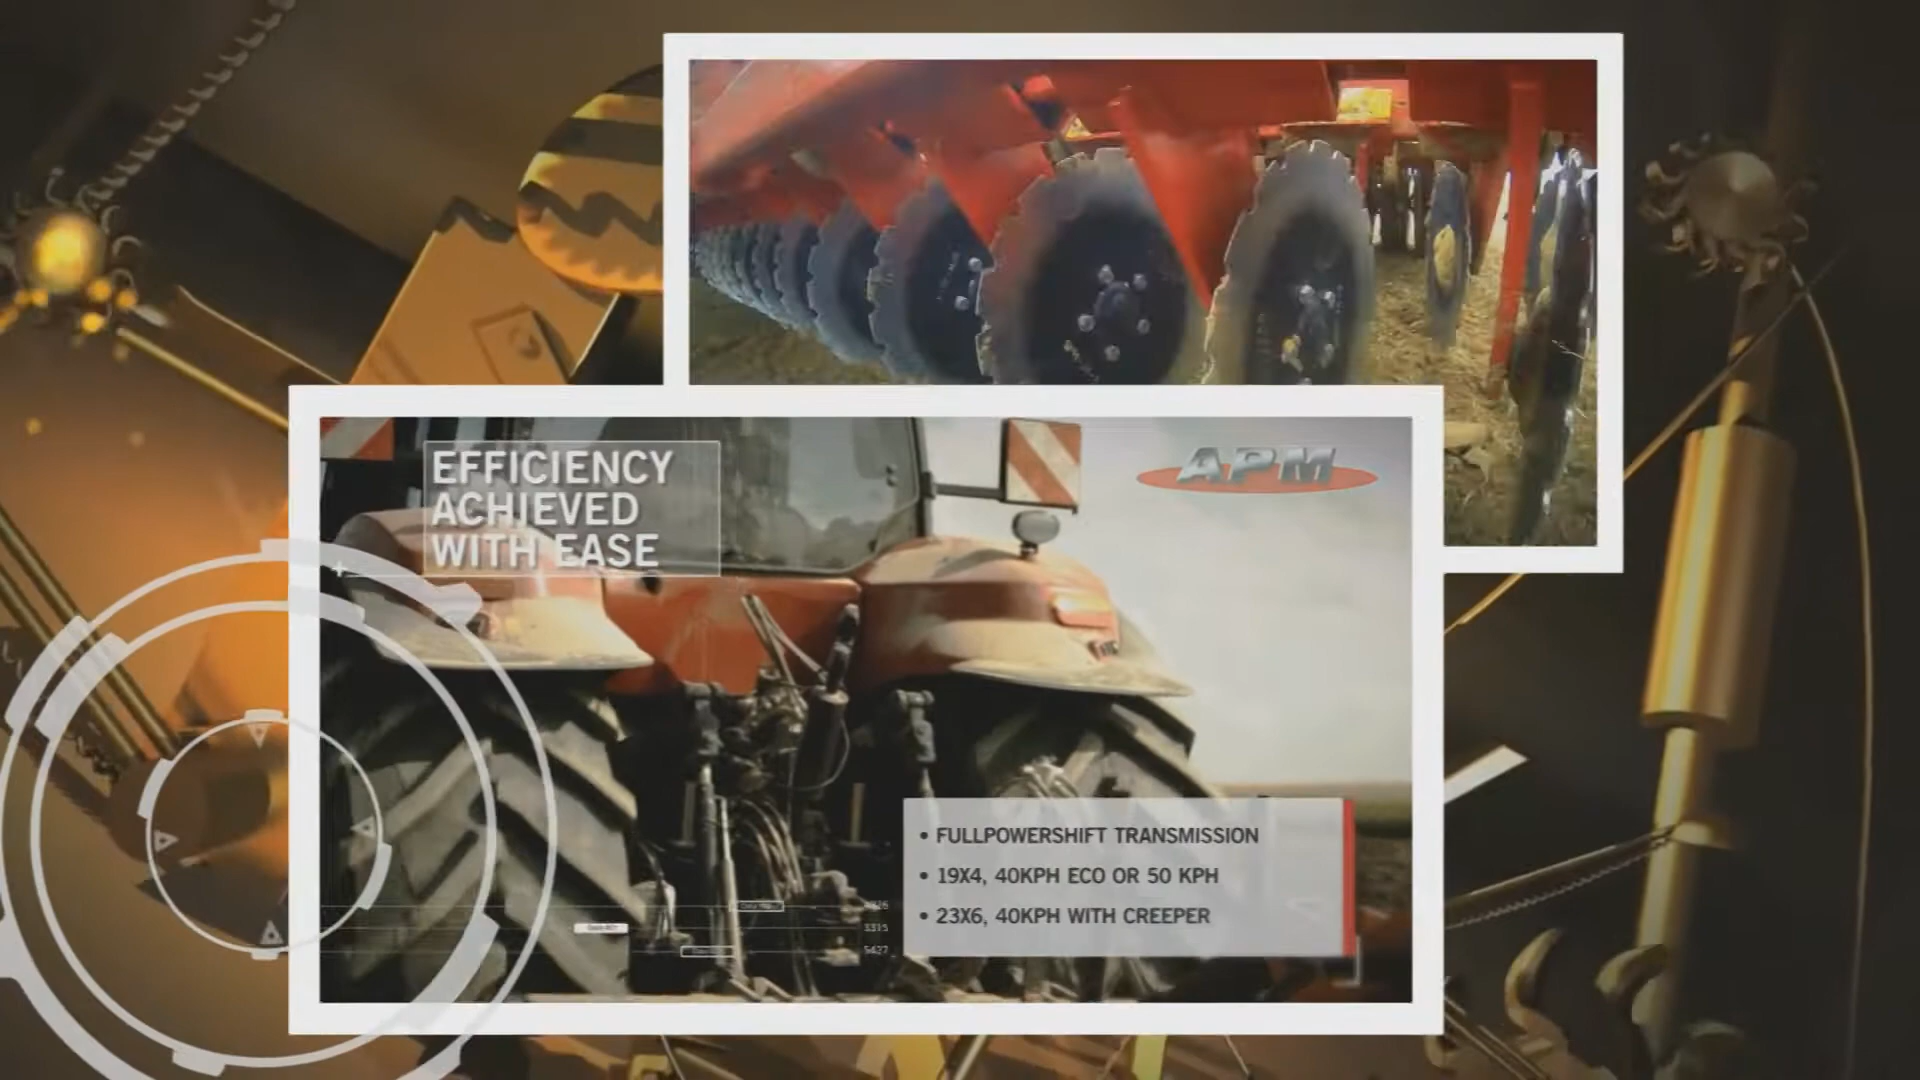 EFFICIENCY
ACHIEVED
WITH EASE
APM
• FULLPOWERSHIFT TRANSMISSION
• 19X4, 40KPH ECO OR 50 KPH
• 23X6, 40KPH WITH CREEPER
3315
5427